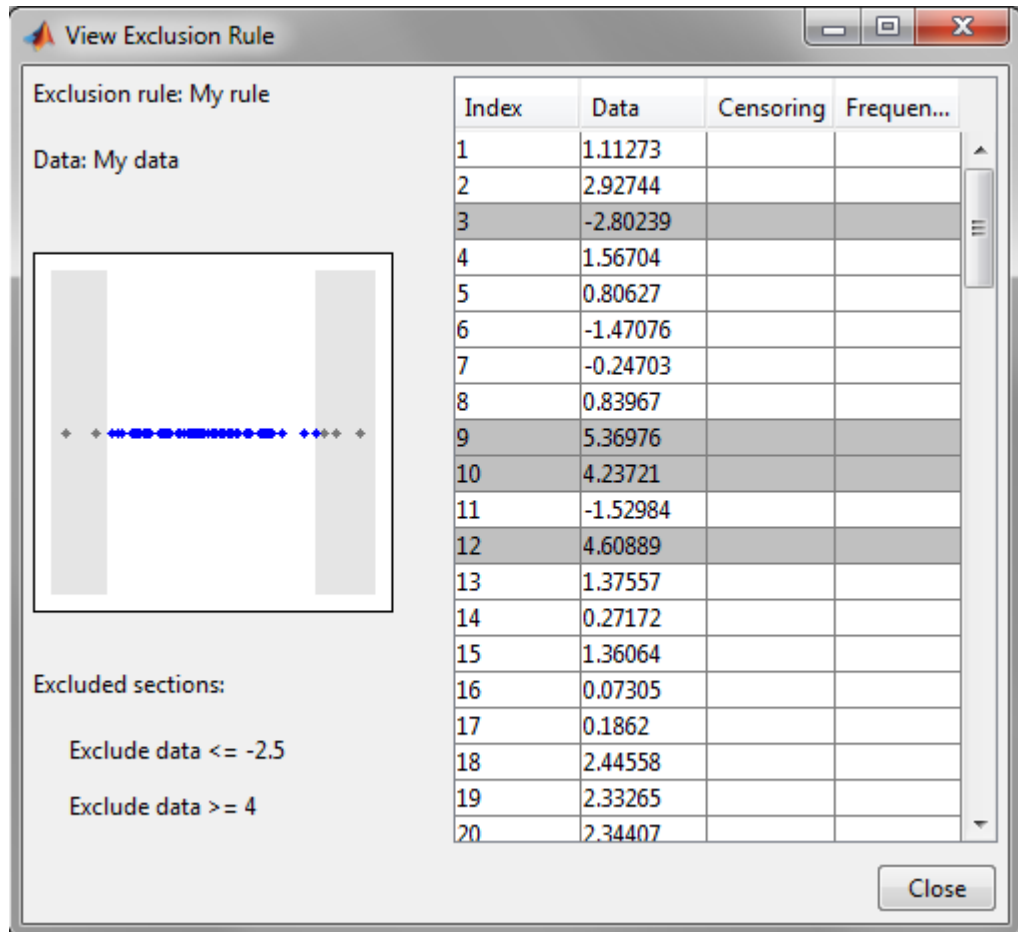 View Exclusion Rule
Exclusion rule: My rule
Data: My data
Excluded sections:
Exclude data <= -2.5
Exclude data >= 4
Index Data Censoring Frequen...
1 1.11273
2 2.92744
3 -2.80239
4 1.56704
5 0.80627
6 -1.47076
7 -0.24703
8 0.83967
9 5.36976
10 4.23721
11 -1.52984
12 4.60889
13 1.37557
14 0.27172
15 1.36064
16 0.07305
17 0.1862
18 2.44558
19 2.33265
20 2.34407
Close